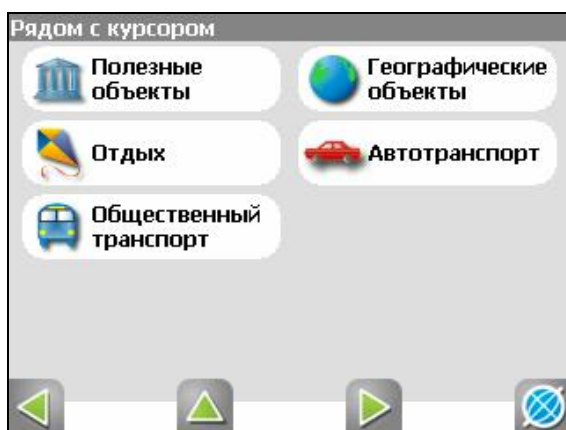 Рядом с курсором
Полезные
объекты
Географические
объекты
Отдых
Автотранспорт
Общественный
транспорт